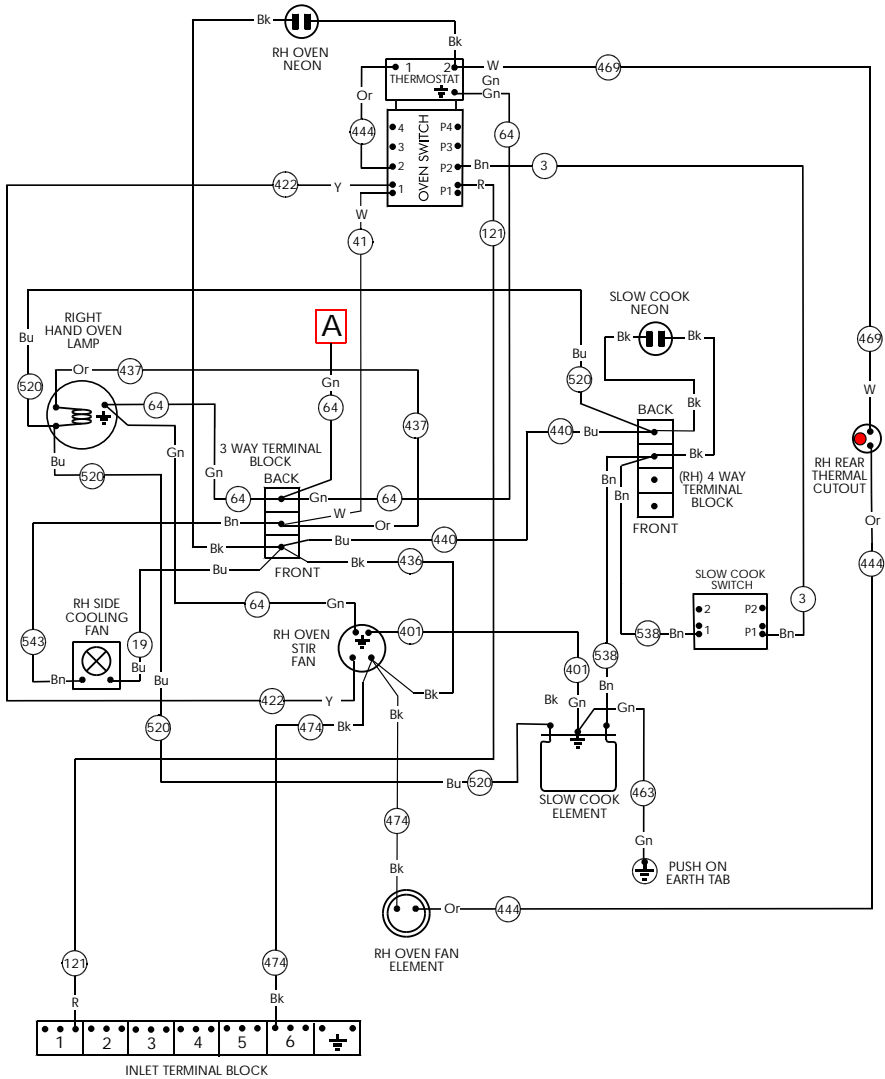 Bk
RH OVEN
NEON
Bk
1
2
THERMOSTAT
W
469
Gn
Gn
Or
444
64
4
3
2
1
OVEN SWITCH
P4
P3
P2
P1
Bn
3
R
422
Y
W
41
121
RIGHT
HAND OVEN
LAMP
A
SLOW COOK
NEON
Bu
Bk
Bk
469
Or
437
Gn
Bu
520
64
64
520
Bk
W
437
BACK
440
Bu
Gn
3 WAY TERMINAL
BLOCK
BACK
Bk
RH REAR
THERMAL
CUTOUT
Bu
520
Gn
64
Gn
64
Bn
Bn
(RH) 4 WAY
TERMINAL
BLOCK
W
Bn
Or
FRONT
Or
Bk
Bu
440
Bu
FRONT
Bk
436
444
SLOW COOK
SWITCH
RH SIDE
COOLING
FAN
64
Gn
2
1
P2
P1
3
543
19
RH OVEN
STIR
FAN
401
538
Bn
Bn
538
Bu
401
Bn
Bu
Bk
Bn
422
Y
Bk
Gn
Gn
520
474
Bk
Bk
Bu
520
463
SLOW COOK
ELEMENT
474
Gn
Bk
PUSH ON
EARTH TAB
Or
444
RH OVEN FAN
ELEMENT
121
474
R
Bk
1
2
3
4
5
6
INLET TERMINAL BLOCK